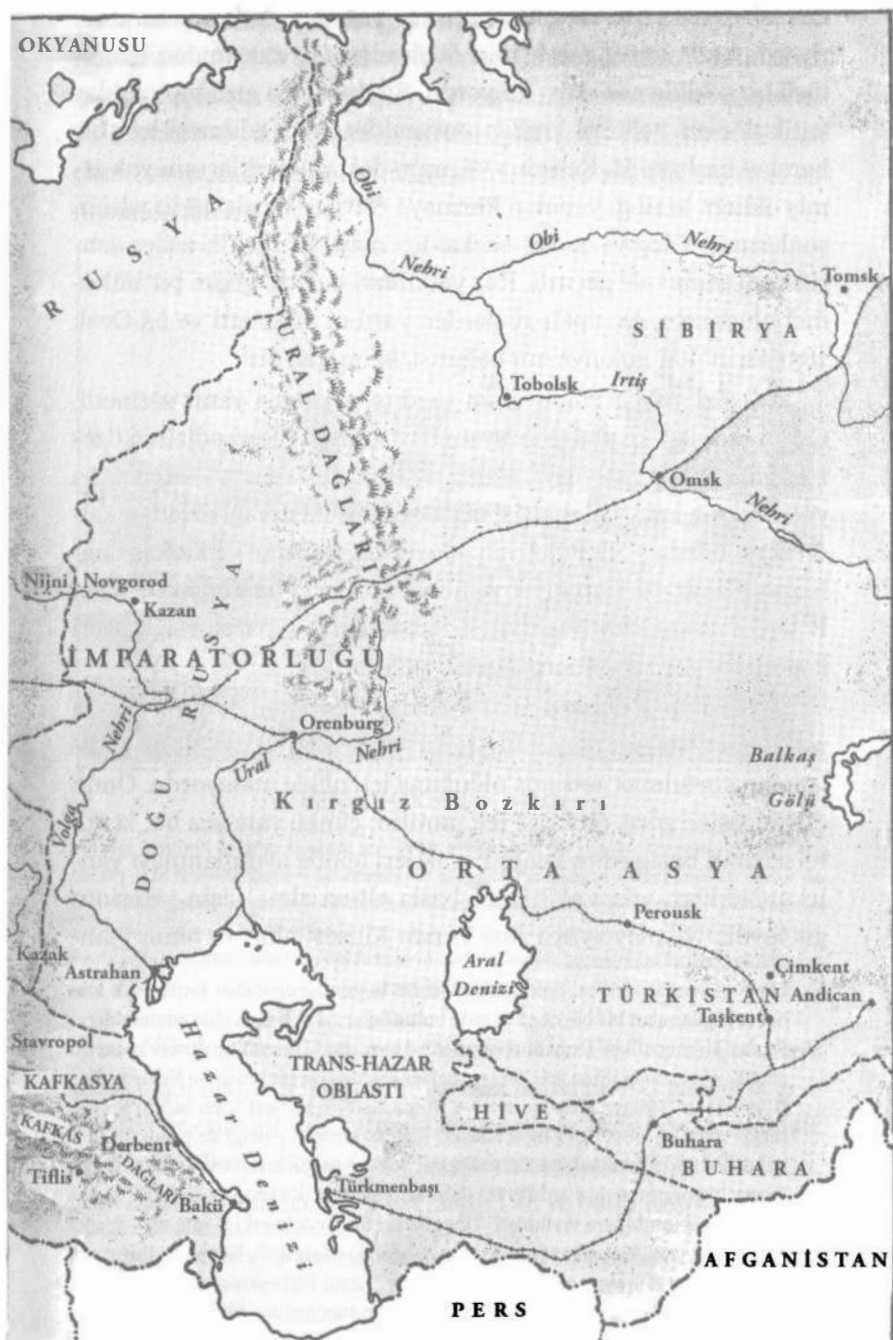 OKYANUSU
RUSYA
URAL DAĞLARI
Obi
Nehri
Obi
Nehri
Tomsk
SİBİRYA
Tobolsk
Irtiş
Omsk
Nehri
Nijni Novgorod
Kazan
İMPARATORLUĞU
DOĞU RUSYA
Volga
Nehri
Orenburg
Ural
Nehri
Kırgız Bozkırı
Balkaş
Gölü
ORTA ASYA
Perousk
Kazak
Astrahan
Aral
Denizi
Çimkent
TÜRKİSTAN
Andican
Taşkent
Stavropol
Hazar Denizi
TRANS-HAZAR
OBLASTI
KAFKASYA
HİVE
KAFKAS
DAĞLARI
Derbent
Buhara
Tiflis
BUHARA
Türkmenbaşı
Bakü
AFGANİSTAN
PERS